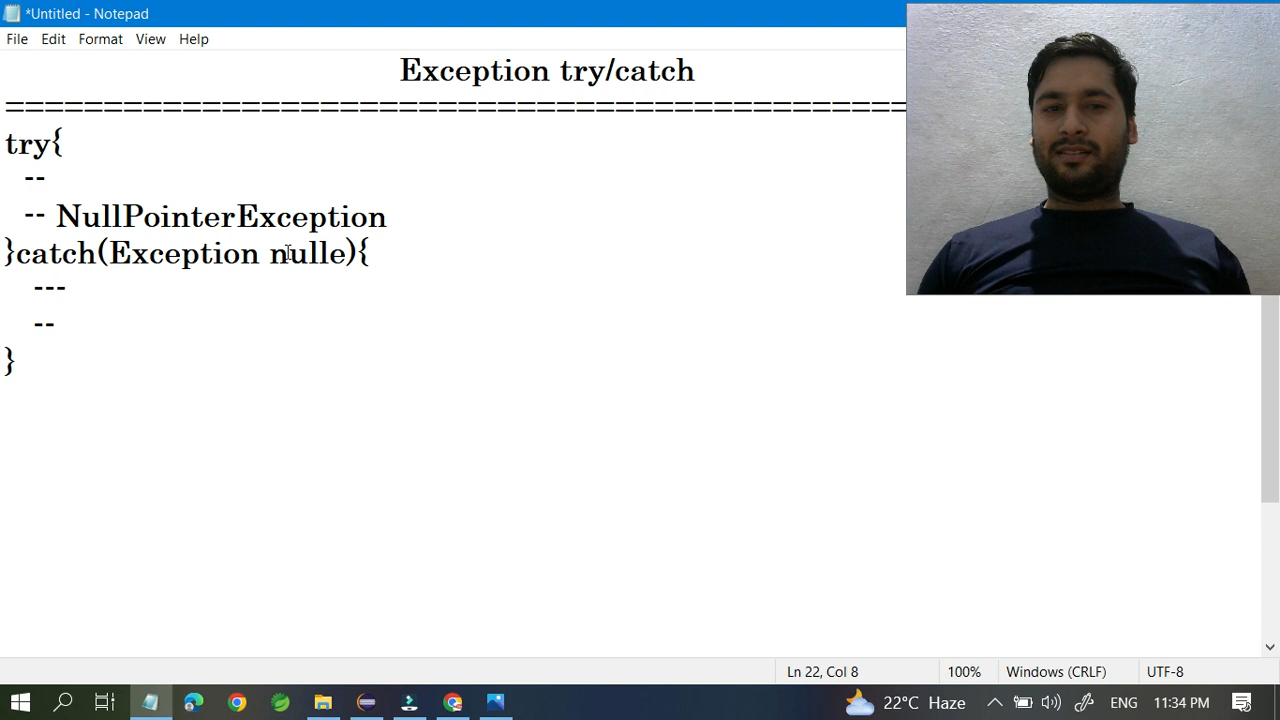 *Untitled - Notepad
File Edit Format View Help
Exception try/catch
==============================================
try{
--
-- NullPointerException
}catch(Exception nulle){
---
--
}
Ln 22, Col 8 100% Windows (CRLF) UTF-8
22°C Haze ENG 11:34 PM